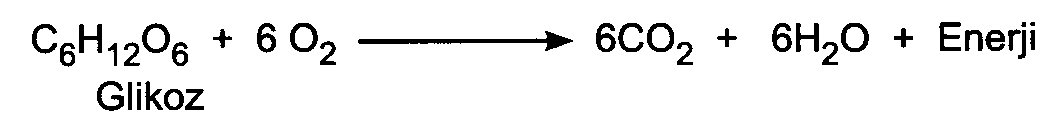 C₆H₁₂O₆ + 6 O₂ ⟶ 6CO₂ + 6H₂O + Enerji
Glikoz